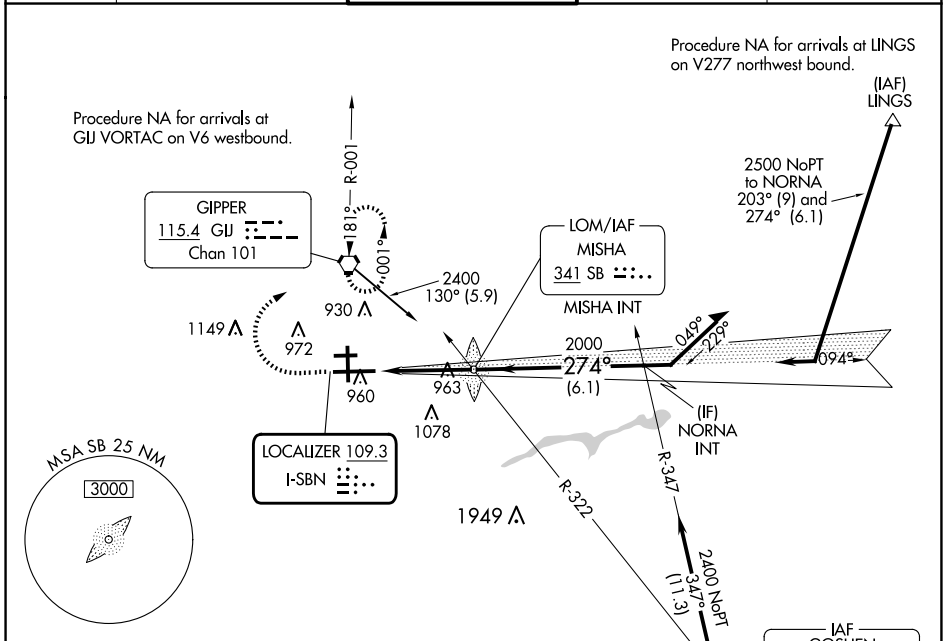 Procedure NA for arrivals at LINGS
on V277 northwest bound.
(IAF)
LINGS
Procedure NA for arrivals at
GIJ VORTAC on V6 westbound.
R-001
181°
001°
2500 NoPT
to NORNA
203° (9) and
274° (6.1)
GIPPER
115.4 GIJ
Chan 101
LOM/IAF
MISHA
341 SB
MISHA INT
2400
130° (5.9)
930
1149
972
049°
229°
2000
274°
(6.1)
094°
963
960
1078
(IF)
NORNA
INT
LOCALIZER 109.3
I-SBN
R-347
R-322
MSA SB 25 NM
3000
1949
2400 NoPT
347°
(11.3)
IAF